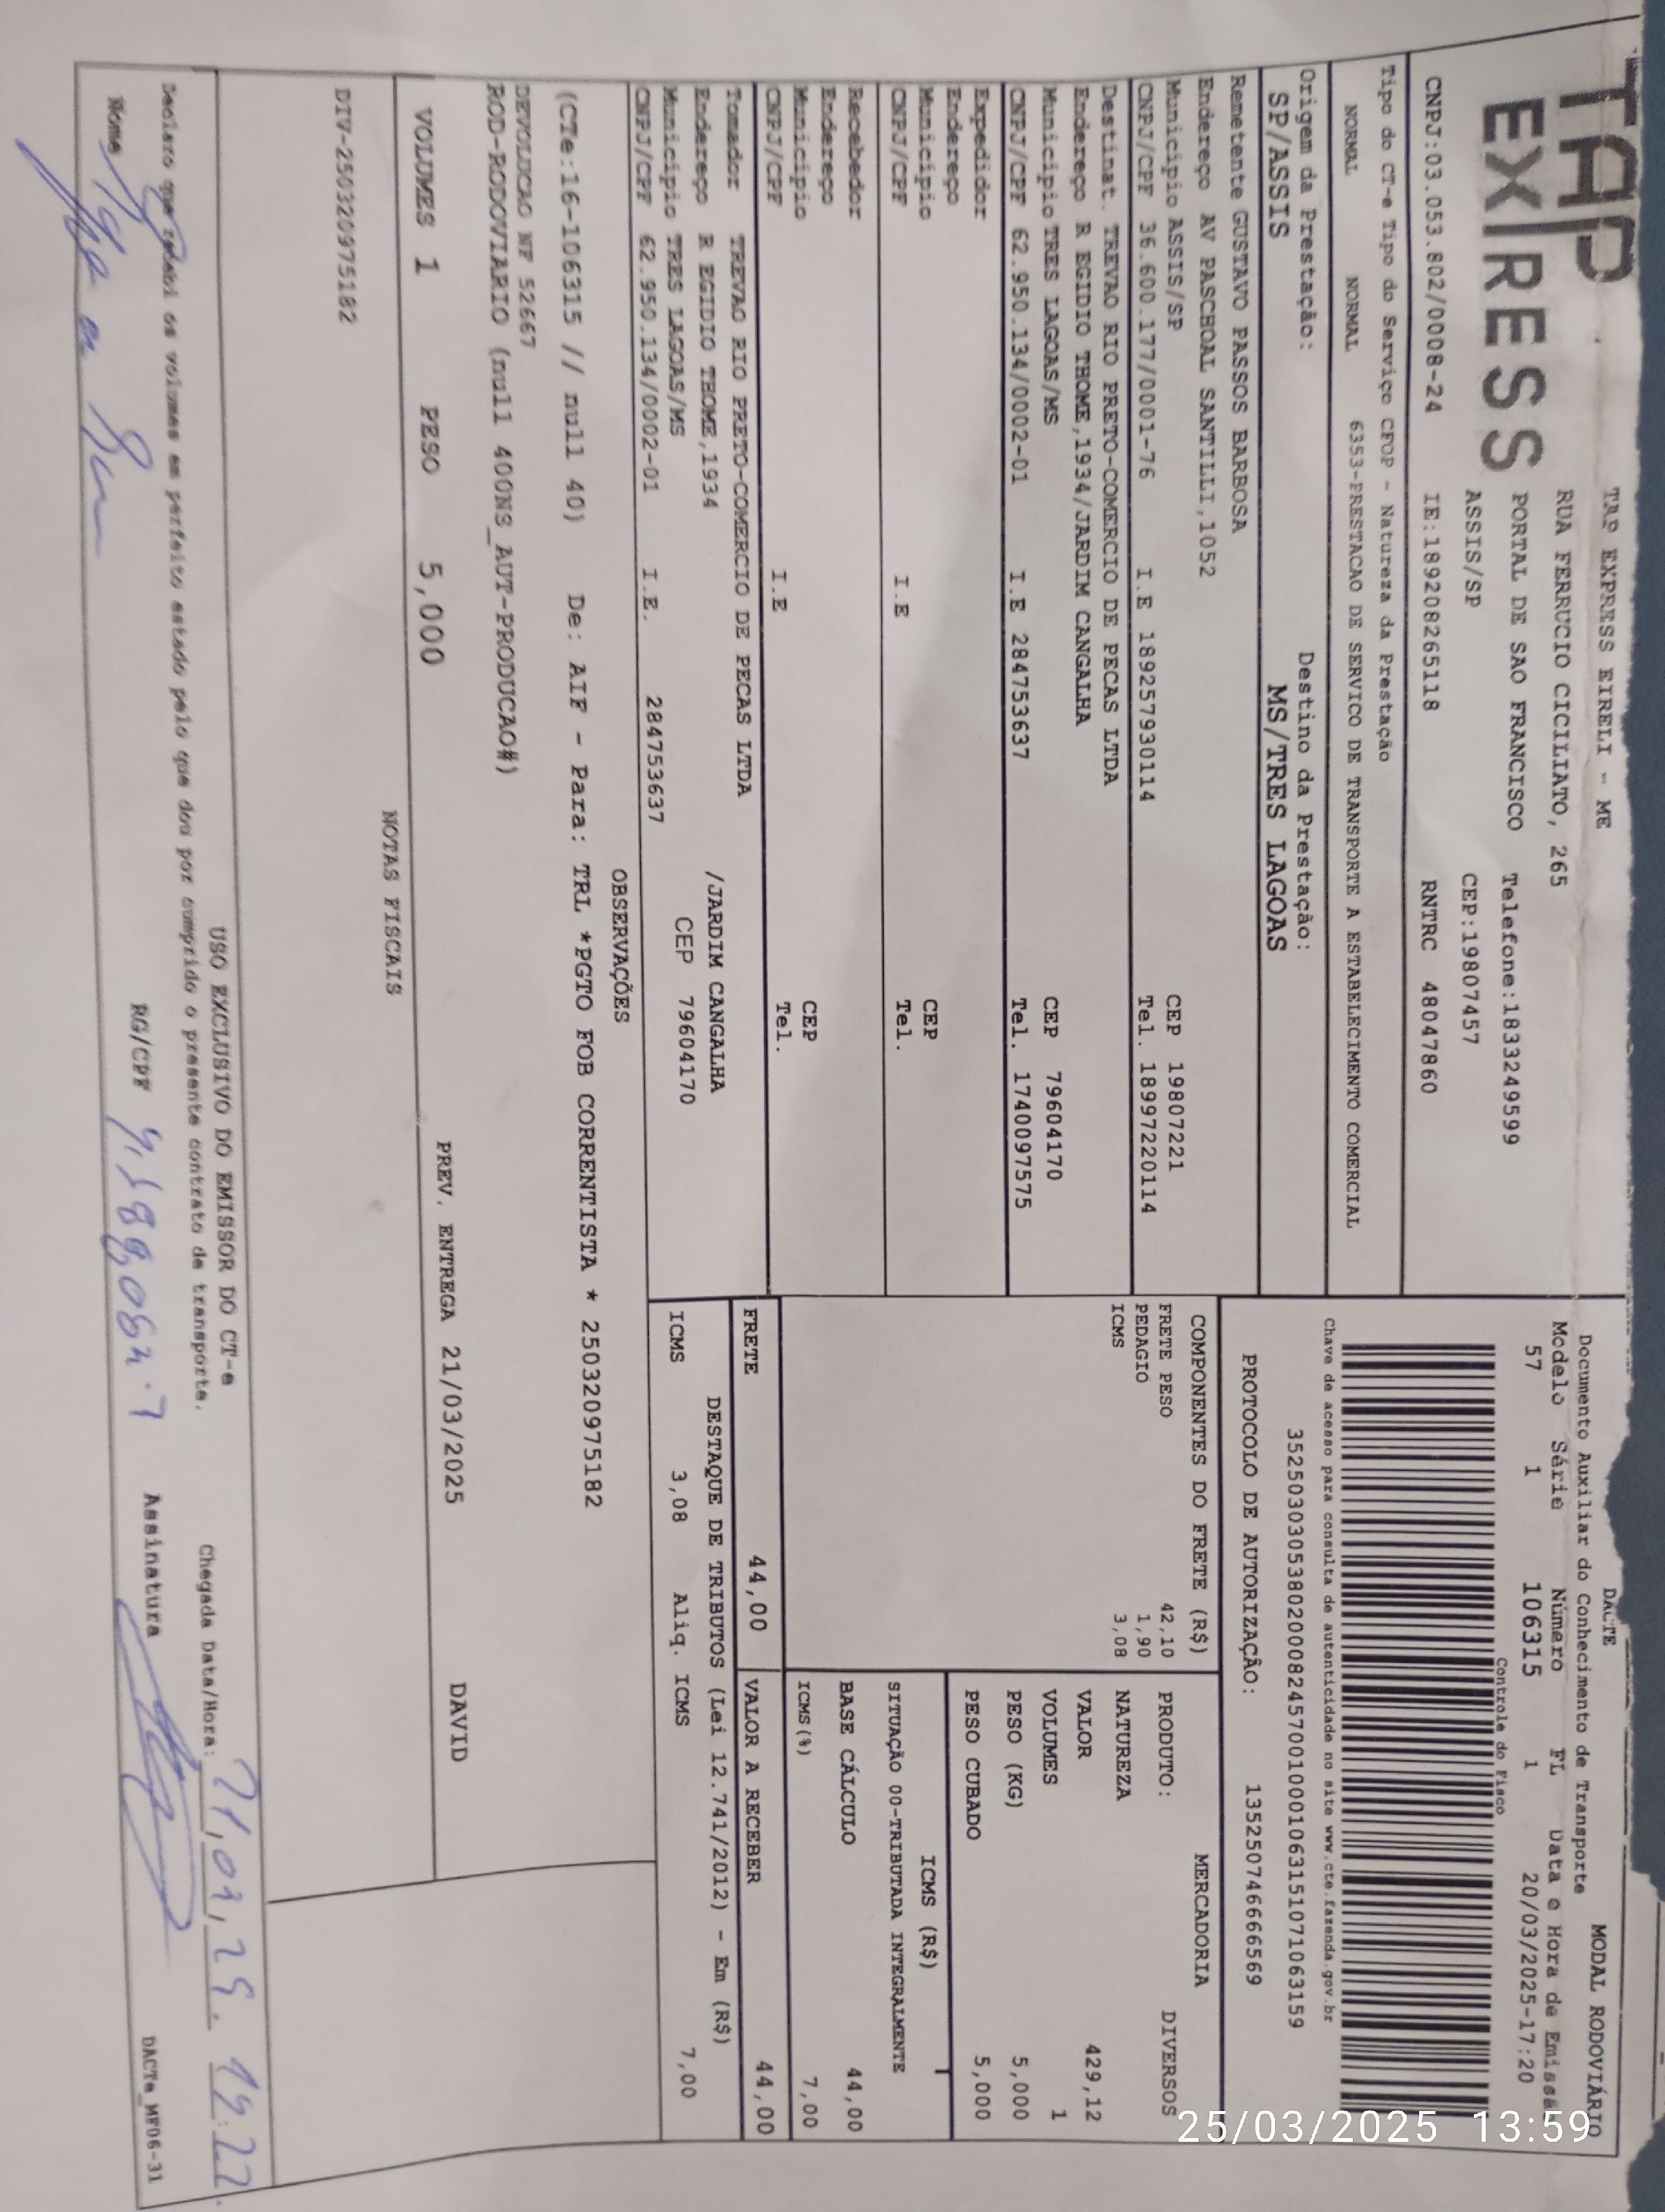 TAP
EXPRESS
TAP EXPRESS EIRELI - ME
RUA FERRUCIO CICILIATO, 265
PORTAL DE SAO FRANCISCO Telefone:1833249599
ASSIS/SP CEP:19807457
CNPJ:03.053.802/0008-24 IE:189208265118 RNTRC 48047860
DACTE MODAL RODOVIÁRIO
Documento Auxiliar do Conhecimento de Transporte
Modelo Série Número FL Data e Hora de Emissã
57 1 106315 1 20/03/2025-17:20
Controle do Fisco
Chave de acesso para consulta de autenticidade no site www.cte.fazenda.gov.br
35250303053802000824570010001063151071063159
PROTOCOLO DE AUTORIZAÇÃO: 135250746666569
Tipo do CT-e Tipo do Serviço CFOP - Natureza da Prestação
NORMAL NORMAL 6353-PRESTACAO DE SERVICO DE TRANSPORTE A ESTABELECIMENTO COMERCIAL
Origem da Prestação: Destino da Prestação:
SP/ASSIS MS/TRES LAGOAS
Remetente GUSTAVO PASSOS BARBOSA
Endereço AV PASCHOAL SANTILLI,1052
Município ASSIS/SP CEP 19807221
CNPJ/CPF 36.600.177/0001-76 I.E 189257930114 Tel. 18997220114
Destinat. TREVAO RIO PRETO-COMERCIO DE PECAS LTDA
Endereço R EGIDIO THOME,1934/JARDIM CANGALHA
Município TRES LAGOAS/MS CEP 79604170
CNPJ/CPF 62.950.134/0002-01 I.E 284753637 Tel. 1740097575
Expedidor
Endereço
Município CEP
CNPJ/CPF I.E Tel.
Recebedor
Endereço
Município CEP
CNPJ/CPF I.E Tel.
Tomador TREVAO RIO PRETO-COMERCIO DE PECAS LTDA
Endereço R EGIDIO THOME,1934 /JARDIM CANGALHA
Município TRES LAGOAS/MS CEP 79604170
CNPJ/CPF 62.950.134/0002-01 I.E. 284753637
COMPONENTES DO FRETE (R$)
FRETE PESO 42,10
PEDAGIO 1,90
ICMS 3,08
MERCADORIA
PRODUTO: DIVERSOS
NATUREZA
VALOR 429,12
VOLUMES 1
PESO (KG) 5,000
PESO CUBADO 5,000
ICMS (R$)
SITUAÇÃO 00-TRIBUTADA INTEGRALMENTE
BASE CÁLCULO 44,00
ICMS(%) 7,00
FRETE 44,00 VALOR A RECEBER 44,00
DESTAQUE DE TRIBUTOS (Lei 12.741/2012) - Em (R$)
ICMS 3,08 Aliq. ICMS 7,00
OBSERVAÇÕES
(CTe:16-106315 // null 40) De: AIF - Para: TRL *PGTO FOB CORRENTISTA * 250320975182
DEVOLUCAO NF 52667
ROD-RODOVIARIO (null 400NS_AUT-PRODUCAO#)
VOLUMES 1 PESO 5,000 PREV. ENTREGA 21/03/2025 DAVID
NOTAS FISCAIS
DIV-250320975182
USO EXCLUSIVO DO EMISSOR DO CT-e
Declaro que recebi os volumes em perfeito estado pelo que dou por cumprido o presente contrato de transporte.
Chegada Data/Hora:
Nome RG/CPF Assinatura
DACTe_MF06-31
25/03/2025 13:59